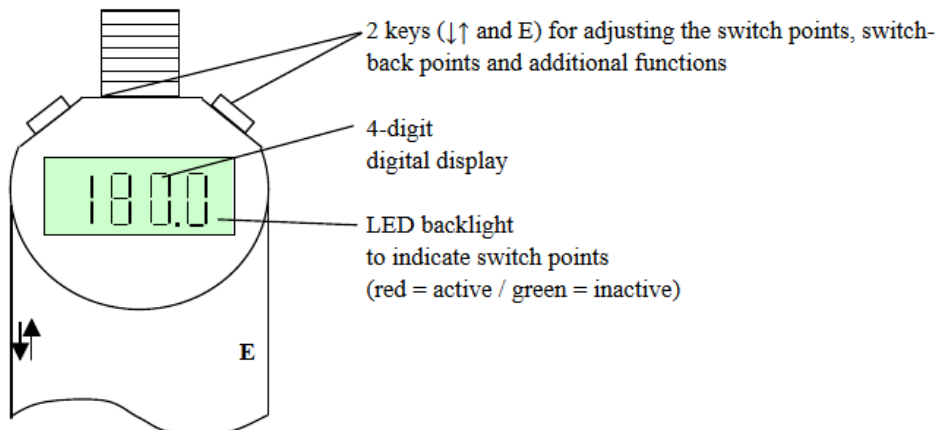 2 keys (↓↑ and E) for adjusting the switch points, switch-
back points and additional functions
4-digit
digital display
180.0
LED backlight
to indicate switch points
(red = active / green = inactive)
↓↑
E